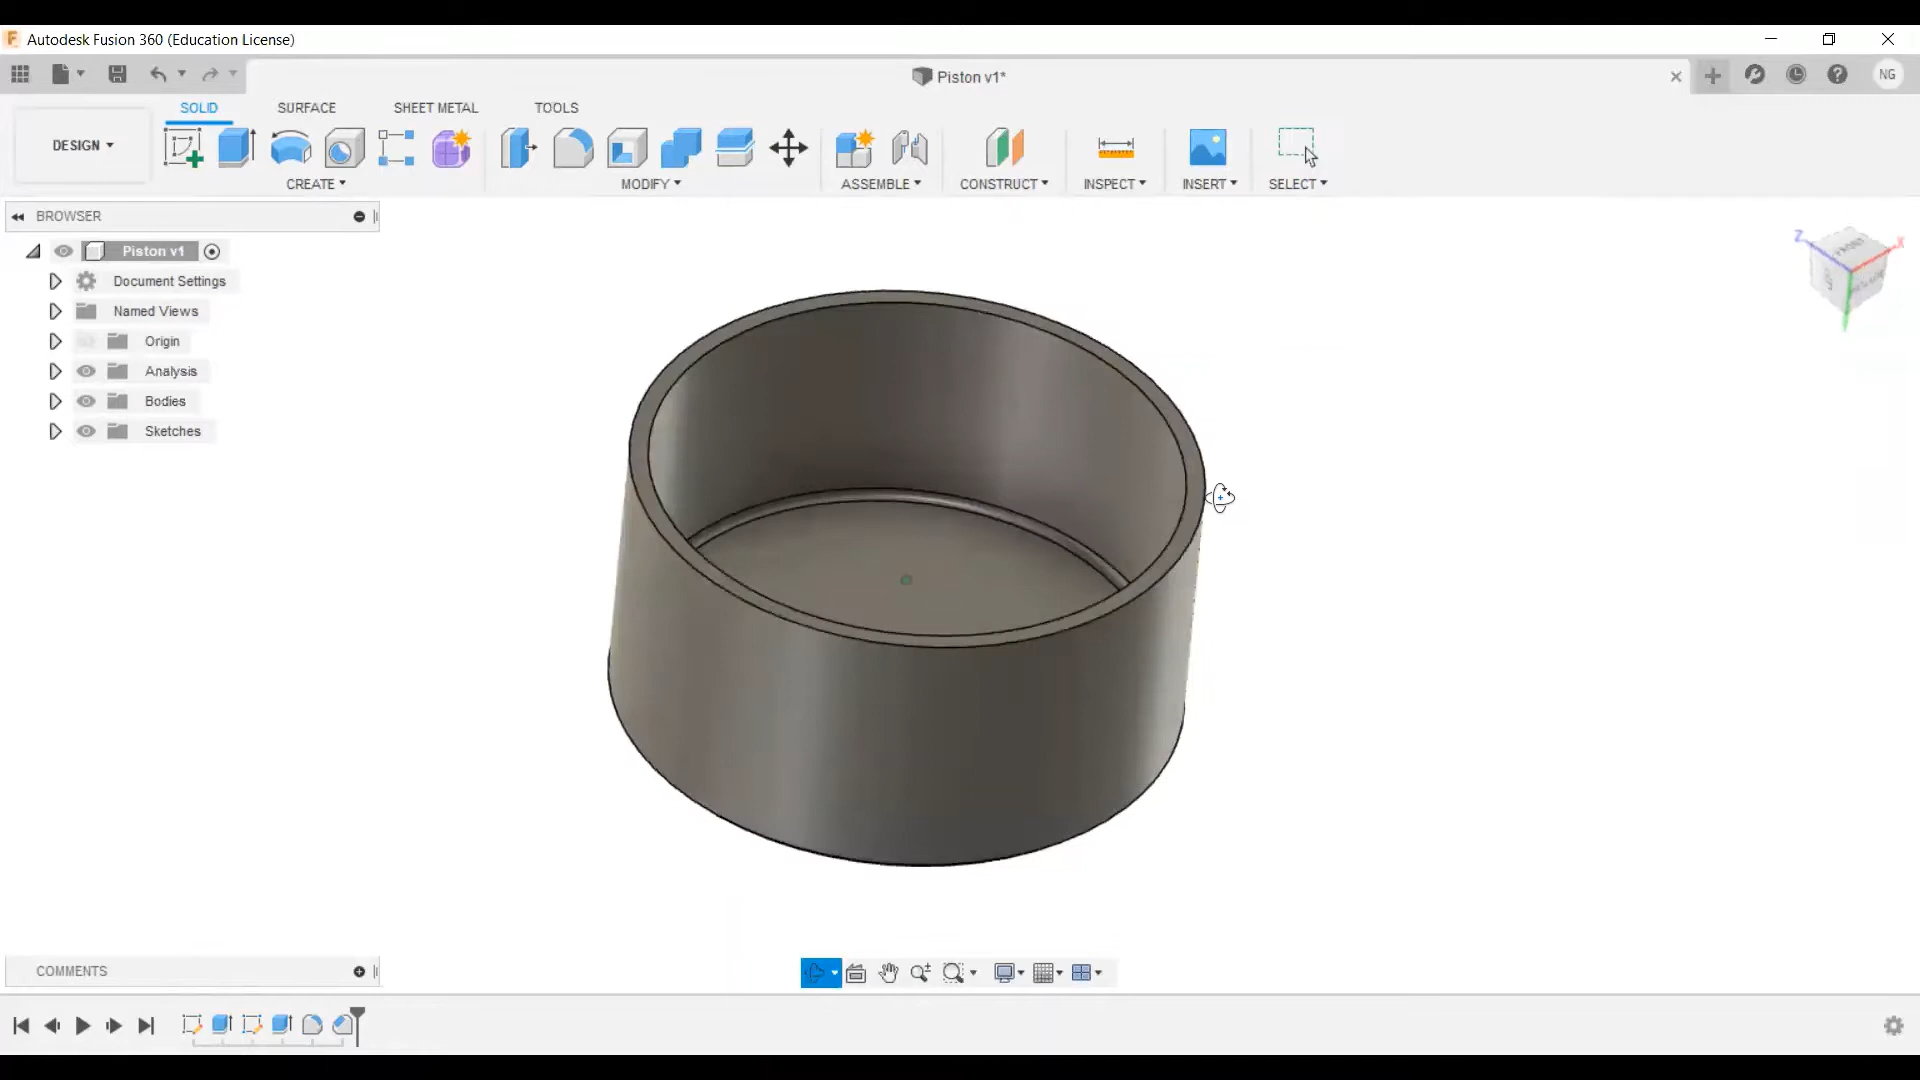 Autodesk Fusion 360 (Education License)
Piston v1*
NG
SOLID
SURFACE
SHEET METAL
TOOLS
DESIGN
CREATE
MODIFY
ASSEMBLE
CONSTRUCT
INSPECT
INSERT
SELECT
BROWSER
Piston v1
Document Settings
Named Views
Origin
Analysis
Bodies
Sketches
Z
X
FRONT
COMMENTS